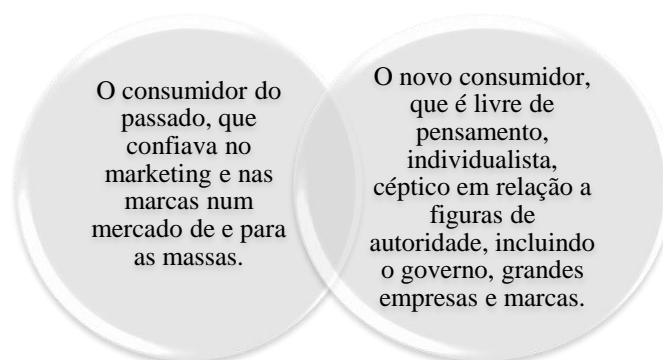 O consumidor do
passado, que
confiava no
marketing e nas
marcas num
mercado de e para
as massas.
O novo consumidor,
que é livre de
pensamento,
individualista,
céptico em relação a
figuras de
autoridade, incluindo
o governo, grandes
empresas e marcas.